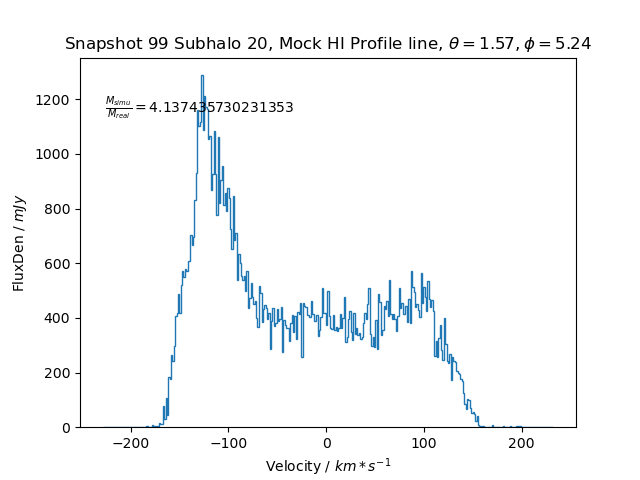 Snapshot 99 Subhalo 20, Mock HI Profile line, θ = 1.57, ϕ = 5.24
M_simu/M_real = 4.137435730231353
FluxDen / mJy
1200
1000
800
600
400
200
0
−200 −100 0 100 200
Velocity / km * s⁻¹